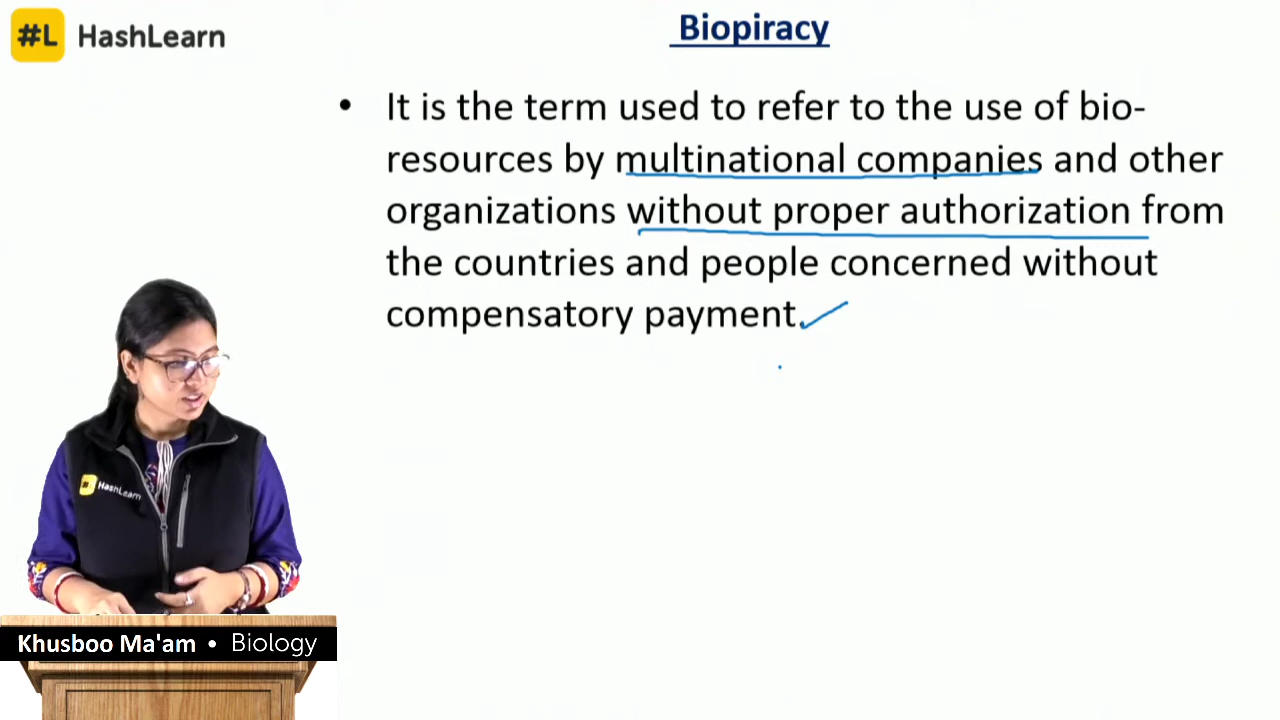 #L HashLearn
Biopiracy
• It is the term used to refer to the use of bio-
resources by multinational companies and other
organizations without proper authorization from
the countries and people concerned without
compensatory payment.
# HashLearn
Khusboo Ma'am • Biology